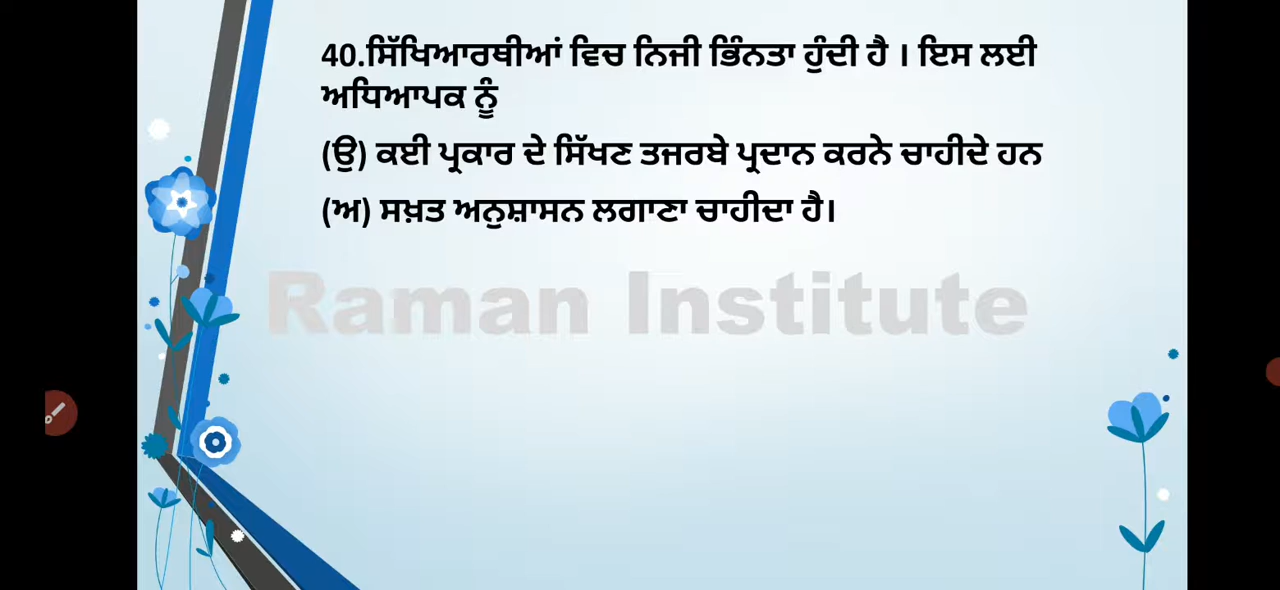 40.ਸਿੱਖਿਆਰਥੀਆਂ ਵਿਚ ਨਿਜੀ ਭਿੰਨਤਾ ਹੁੰਦੀ ਹੈ । ਇਸ ਲਈ
ਅਧਿਆਪਕ ਨੂੰ
(ਉ) ਕਈ ਪ੍ਰਕਾਰ ਦੇ ਸਿੱਖਣ ਤਜਰਬੇ ਪ੍ਰਦਾਨ ਕਰਨੇ ਚਾਹੀਦੇ ਹਨ
(ਅ) ਸਖ਼ਤ ਅਨੁਸ਼ਾਸਨ ਲਗਾਣਾ ਚਾਹੀਦਾ ਹੈ।
Raman Institute